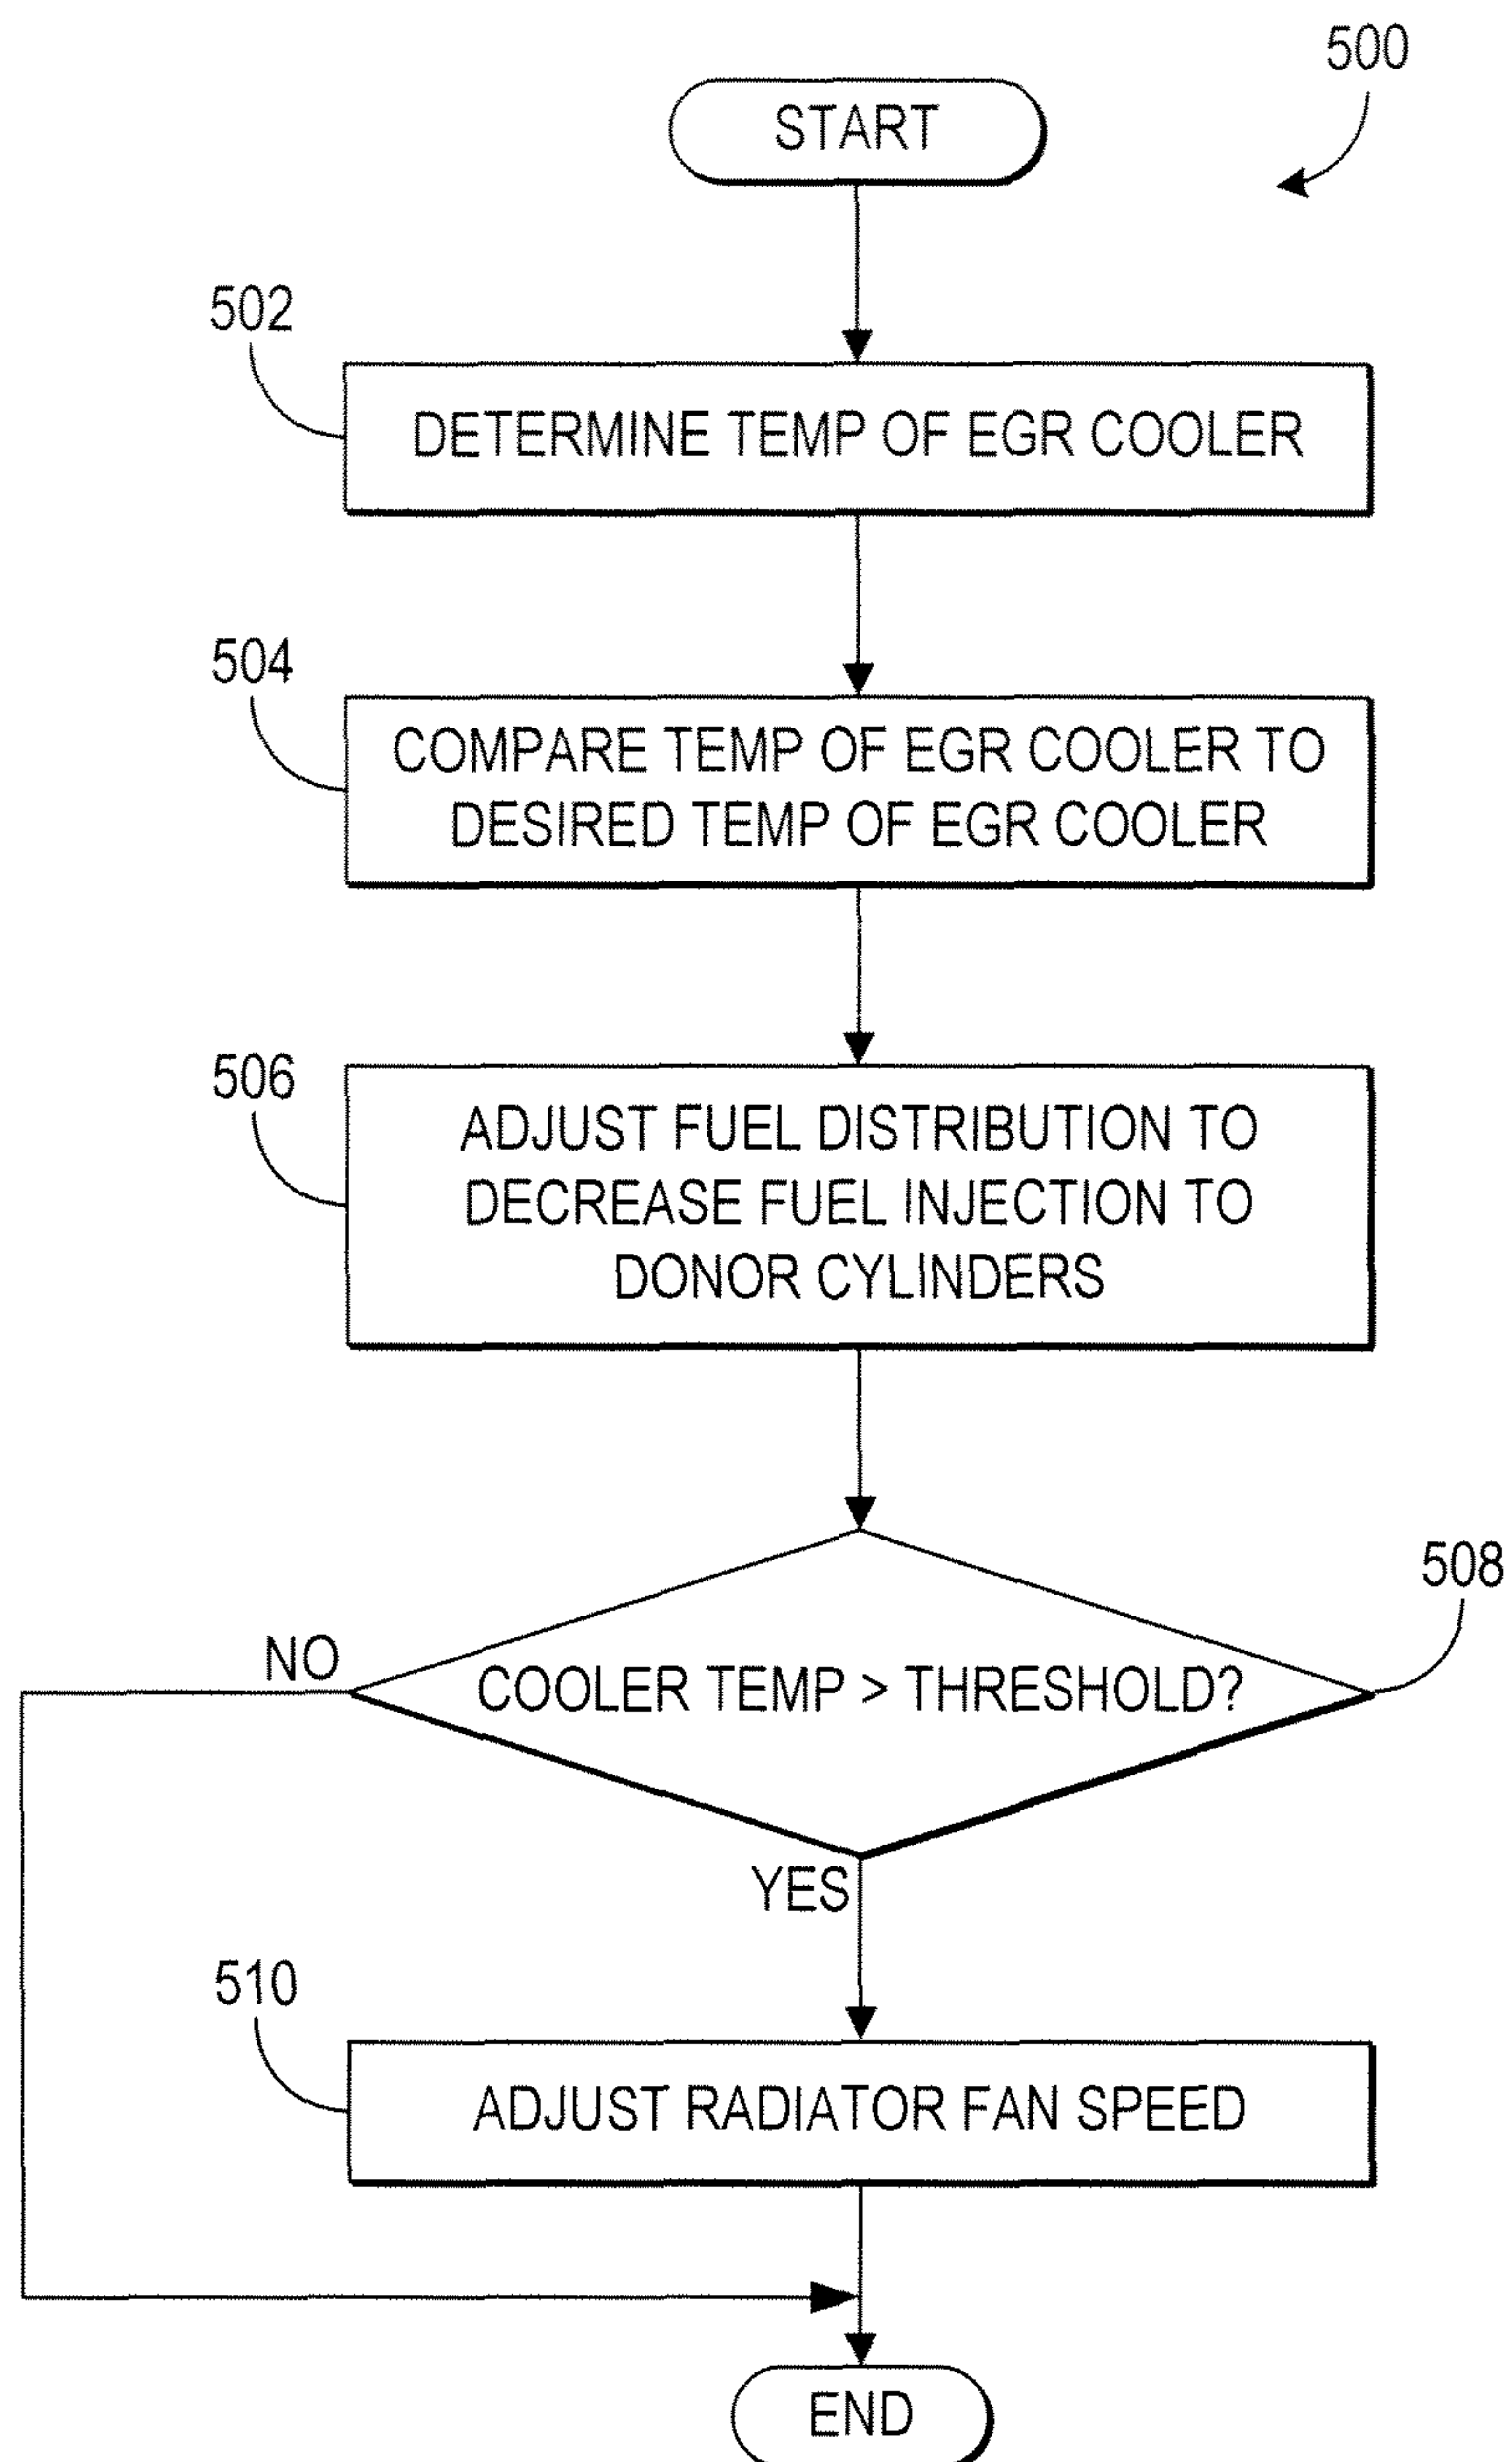 500
START
502
DETERMINE TEMP OF EGR COOLER
504
COMPARE TEMP OF EGR COOLER TO
DESIRED TEMP OF EGR COOLER
506
ADJUST FUEL DISTRIBUTION TO
DECREASE FUEL INJECTION TO
DONOR CYLINDERS
508
NO
COOLER TEMP > THRESHOLD?
YES
510
ADJUST RADIATOR FAN SPEED
END